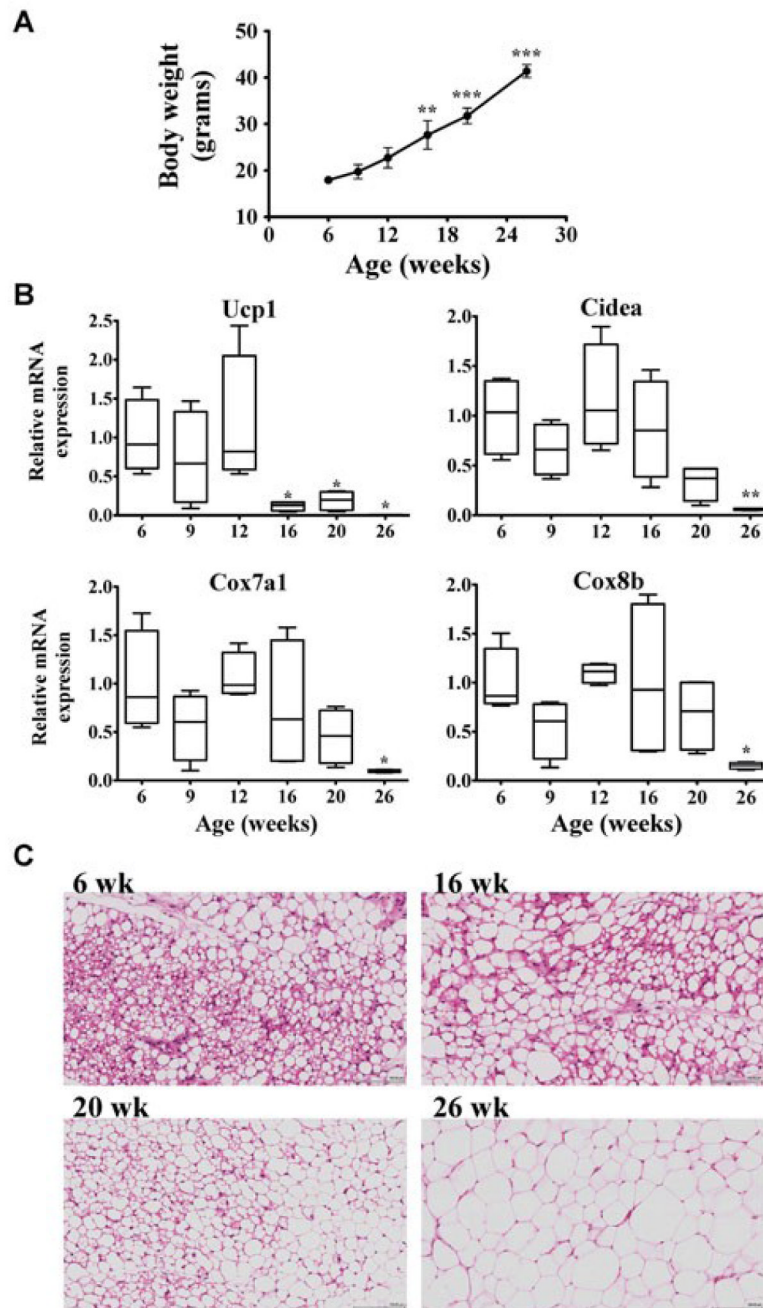 A
Body weight
(grams)
50
40
30
20
10
**
***
***
0 6 12 18 24 30
Age (weeks)
B
Ucp1
Relative mRNA
expression
2.5
2.0
1.5
1.0
0.5
0.0
* * *
6 9 12 16 20 26
Cidea
2.0
1.5
1.0
0.5
0.0
**
6 9 12 16 20 26
Cox7a1
Relative mRNA
expression
2.0
1.5
1.0
0.5
0.0
*
6 9 12 16 20 26
Age (weeks)
Cox8b
2.0
1.5
1.0
0.5
0.0
*
6 9 12 16 20 26
Age (weeks)
C
6 wk
16 wk
20 wk
26 wk